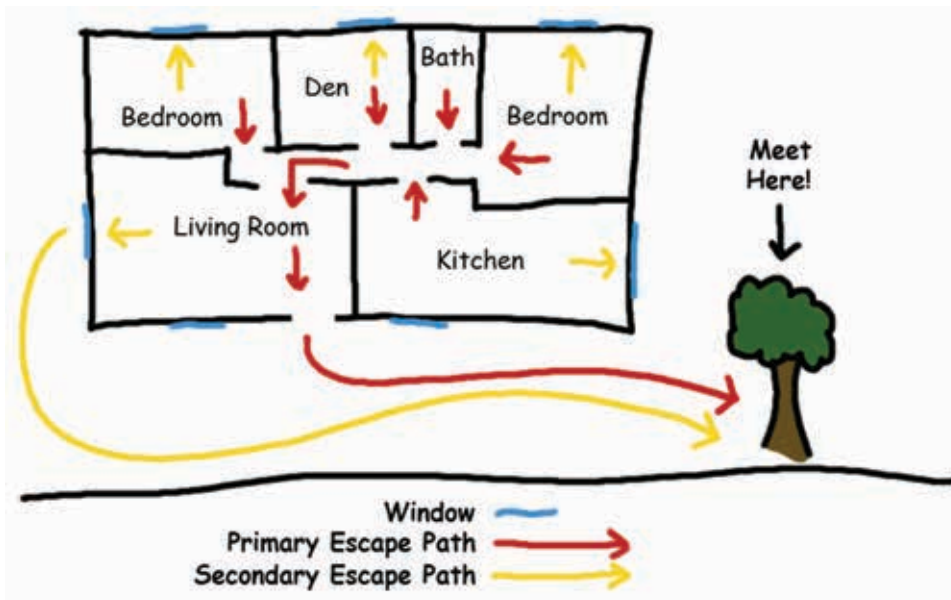 Bath
Den
Bedroom
Bedroom
Meet
Here!
Living Room
Kitchen
Window
Primary Escape Path
Secondary Escape Path